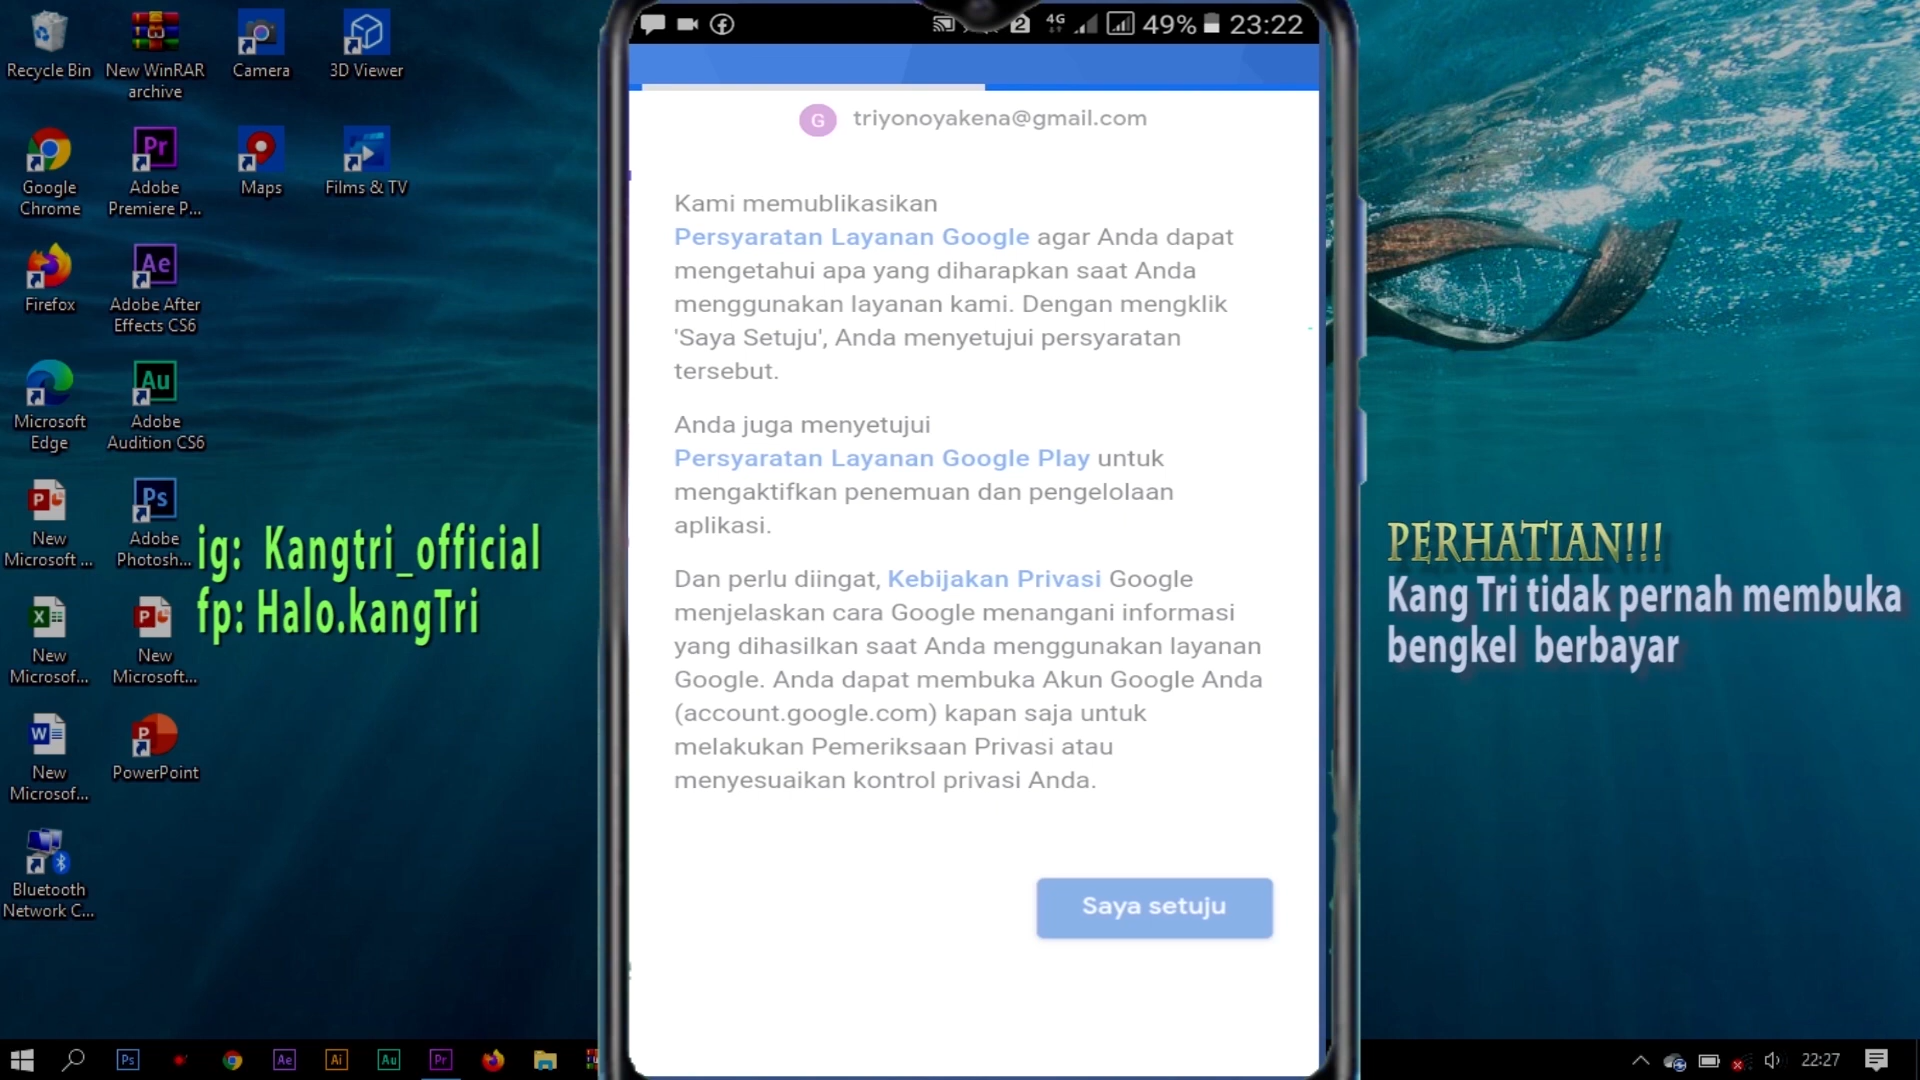 Recycle Bin
New WinRAR
archive
Camera
3D Viewer
Google
Chrome
Adobe
Premiere P...
Maps
Films & TV
Firefox
Adobe After
Effects CS6
Microsoft
Edge
Adobe
Audition CS6
New
Microsoft ...
Adobe
Photosh...
New
Microsof...
New
Microsoft...
New
Microsof...
PowerPoint
Bluetooth
Network C...
ig: Kangtri_official
fp: Halo.kangTri
4G 49% 23:22
G triyonoyakena@gmail.com
Kami memublikasikan
Persyaratan Layanan Google agar Anda dapat
mengetahui apa yang diharapkan saat Anda
menggunakan layanan kami. Dengan mengklik
'Saya Setuju', Anda menyetujui persyaratan
tersebut.
Anda juga menyetujui
Persyaratan Layanan Google Play untuk
mengaktifkan penemuan dan pengelolaan
aplikasi.
Dan perlu diingat, Kebijakan Privasi Google
menjelaskan cara Google menangani informasi
yang dihasilkan saat Anda menggunakan layanan
Google. Anda dapat membuka Akun Google Anda
(account.google.com) kapan saja untuk
melakukan Pemeriksaan Privasi atau
menyesuaikan kontrol privasi Anda.
Saya setuju
PERHATIAN!!!
Kang Tri tidak pernah membuka
bengkel berbayar
Ps Ae Ai Au Pr
22:27